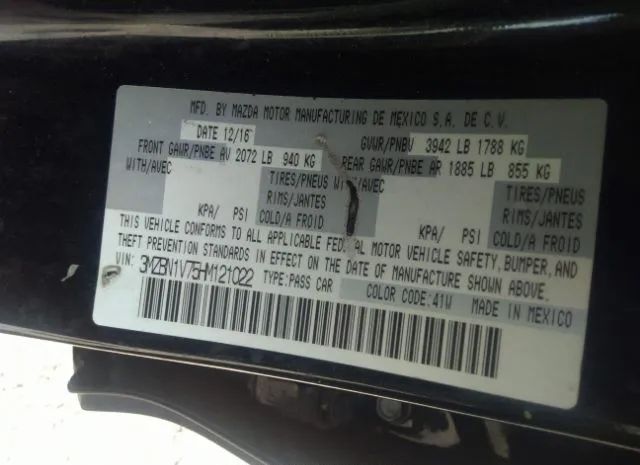 MFD. BY MAZDA MOTOR MANUFACTURING DE MEXICO S.A. DE C.V.
DATE 12/16 GVWR/PNBV 3942 LB 1788 KG
FRONT GAWR/PNBE AV 2072 LB 940 KG REAR GAWR/PNBE AR 1885 LB 855 KG
WITH/AVEC TIRES/PNEUS WITH/AVEC TIRES/PNEUS
RIMS/JANTES RIMS/JANTES
KPA/ PSI COLD/A FROID KPA/ PSI COLD/A FROID
THIS VEHICLE CONFORMS TO ALL APPLICABLE FEDERAL MOTOR VEHICLE SAFETY, BUMPER, AND
THEFT PREVENTION STANDARDS IN EFFECT ON THE DATE OF MANUFACTURE SHOWN ABOVE.
VIN: 3MZBN1V75HM121022 TYPE:PASS CAR
COLOR CODE:41W MADE IN MEXICO